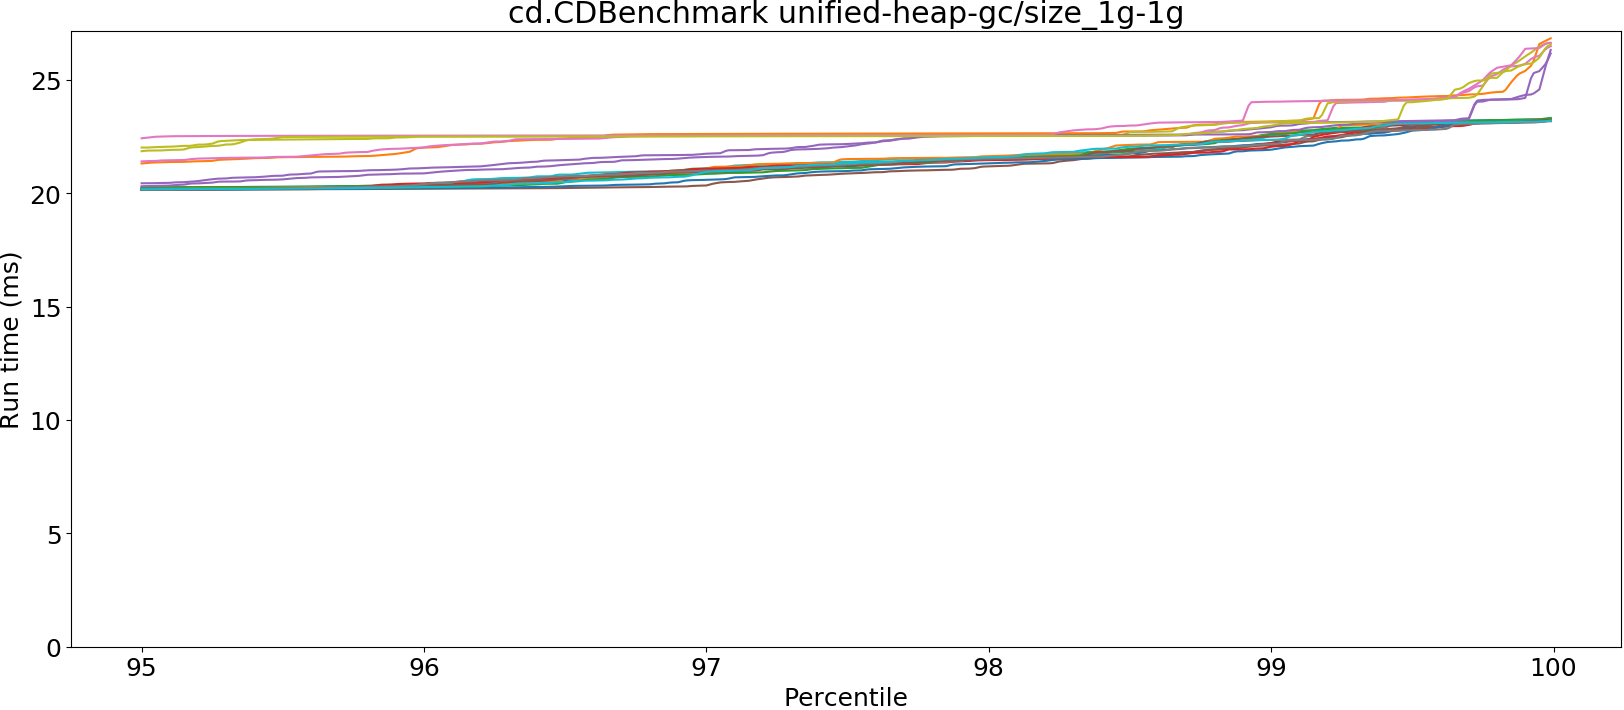 cd.CDBenchmark unified-heap-gc/size_1g-1g
25
20
15
10
5
0
Run time (ms)
95 96 97 98 99 100
Percentile